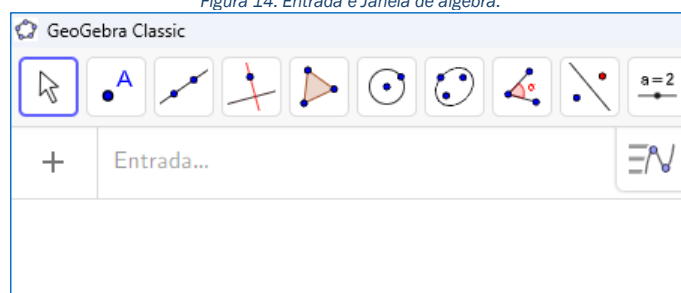 Figura 14. Entrada e Janela de álgebra.
GeoGebra Classic
A
α
a=2
+
Entrada...